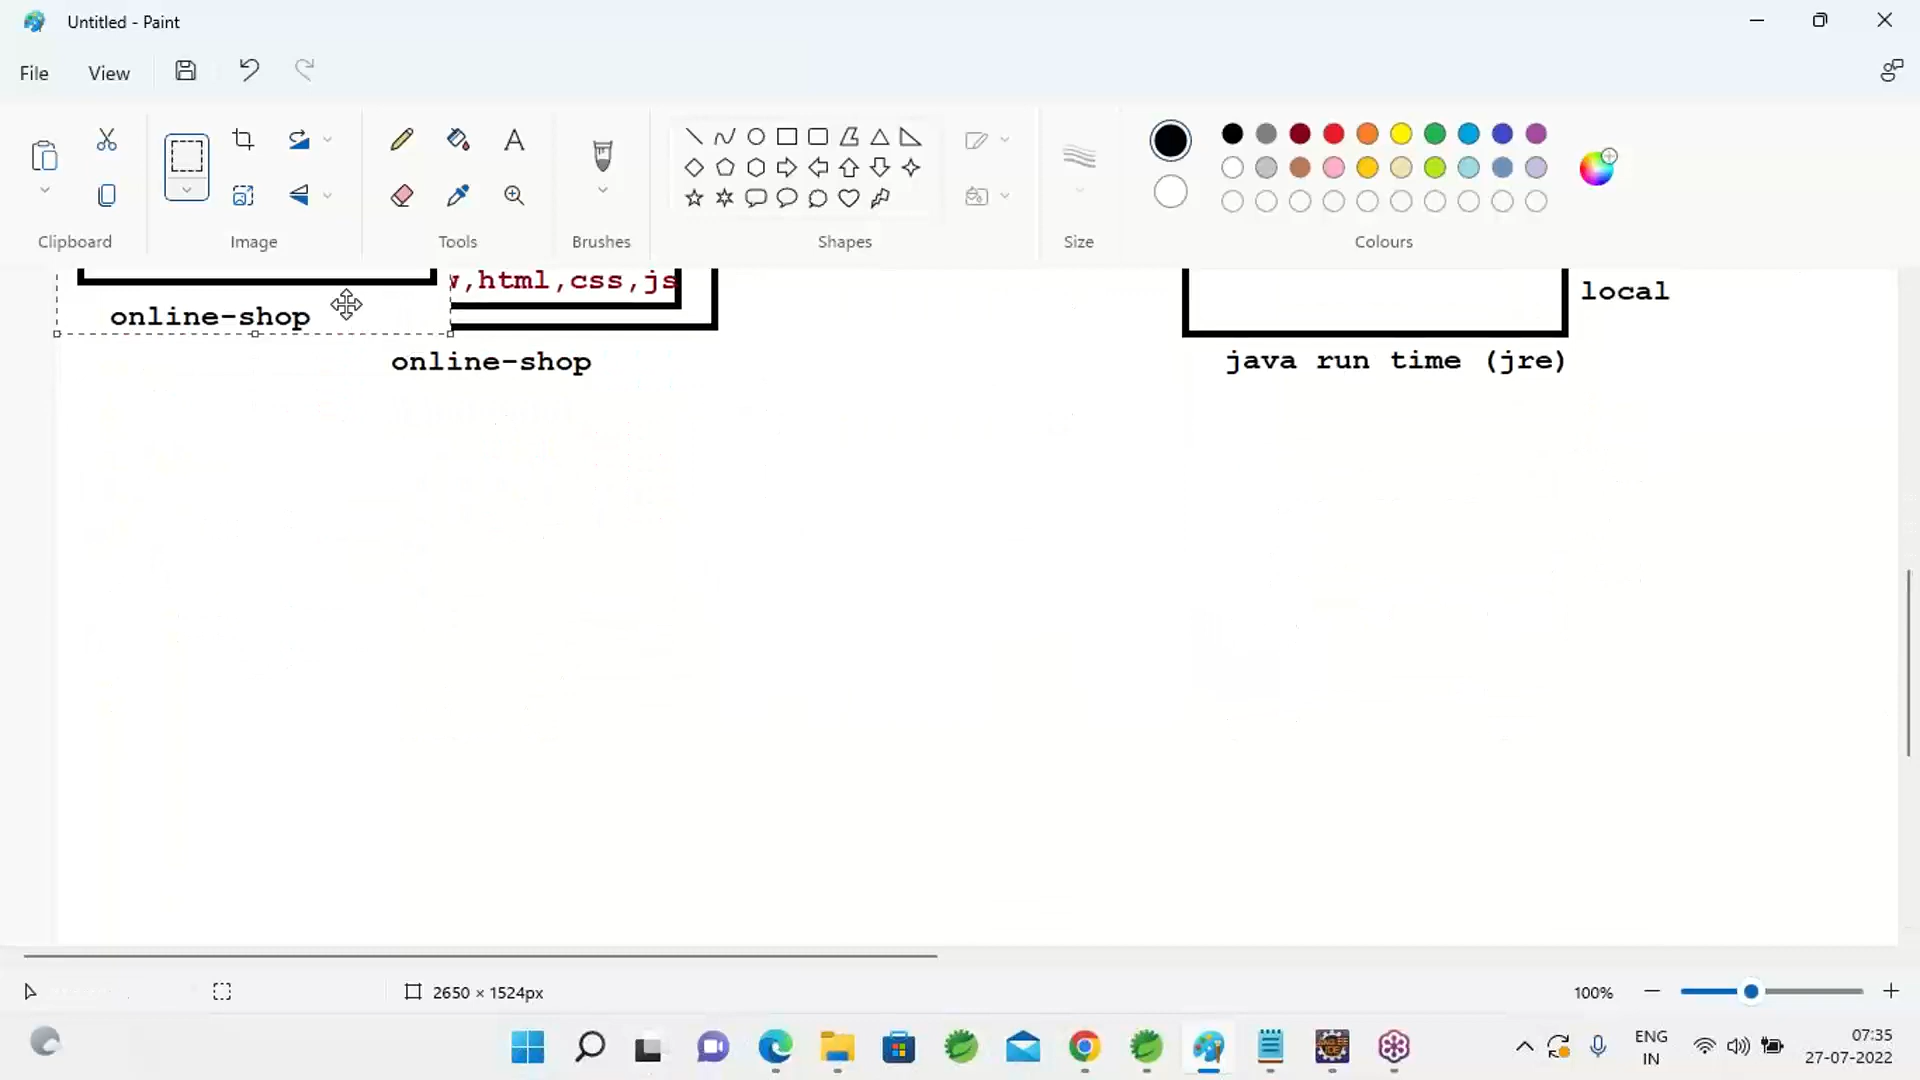 Untitled - Paint
File
View
Clipboard
Image
Tools
Brushes
Shapes
Size
Colours
,html,css,js
local
online-shop
online-shop
java run time (jre)
2650 × 1524px
100%
ENG
IN
07:35
27-07-2022